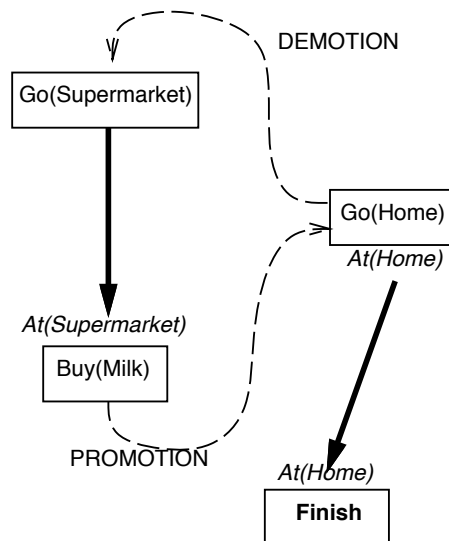 DEMOTION
Go(Supermarket)
Go(Home)
At(Home)
At(Supermarket)
Buy(Milk)
PROMOTION
At(Home)
Finish